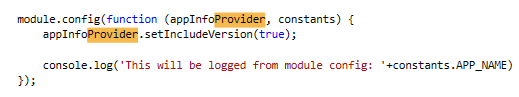 module.config(function (appInfoProvider, constants) {
    appInfoProvider.setIncludeVersion(true);

    console.log('This will be logged from module config: '+constants.APP_NAME)
});